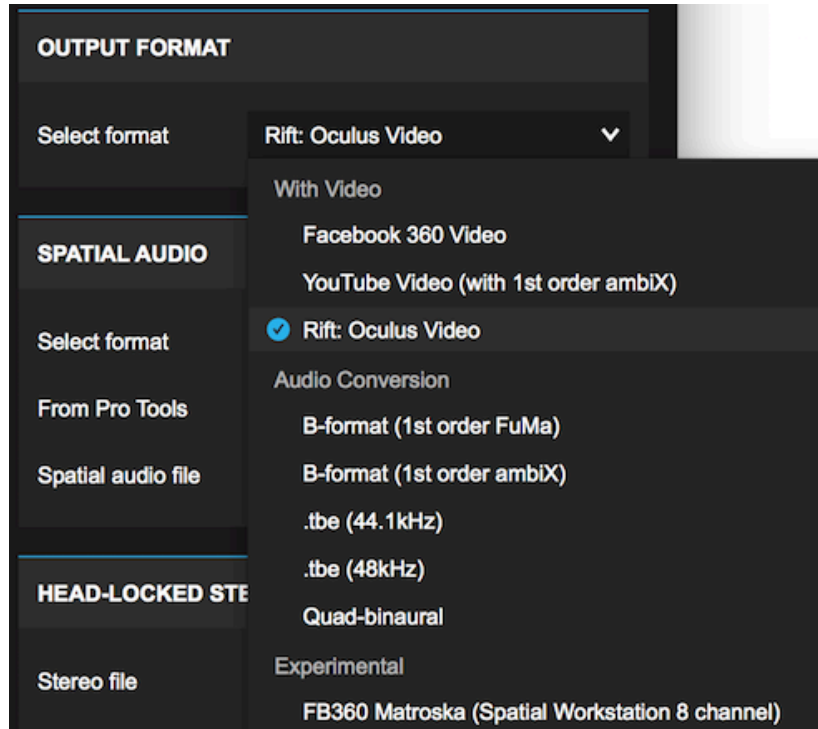 OUTPUT FORMAT
Select format
Rift: Oculus Video
With Video
Facebook 360 Video
YouTube Video (with 1st order ambiX)
Rift: Oculus Video
Audio Conversion
B-format (1st order FuMa)
B-format (1st order ambiX)
.tbe (44.1kHz)
.tbe (48kHz)
Quad-binaural
Experimental
FB360 Matroska (Spatial Workstation 8 channel)
SPATIAL AUDIO
Select format
From Pro Tools
Spatial audio file
HEAD-LOCKED STE
Stereo file